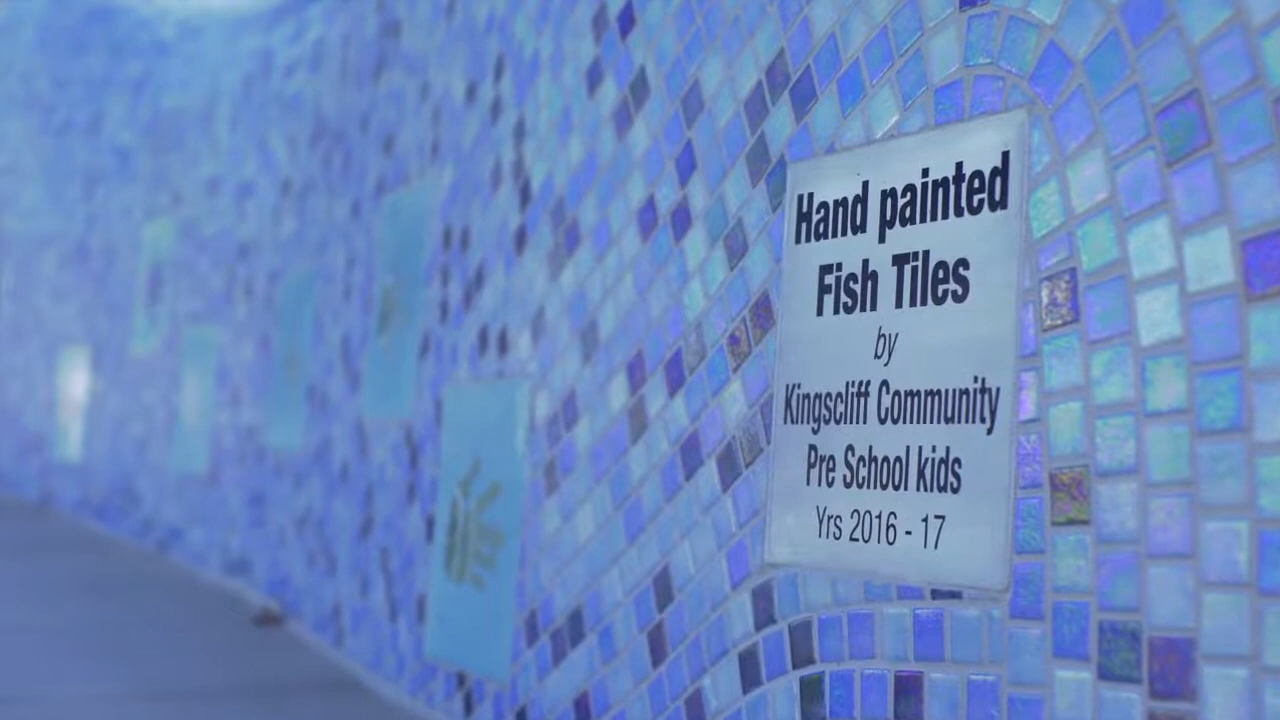 Hand painted
Fish Tiles
by
Kingscliff Community
Pre School kids
Yrs 2016 - 17